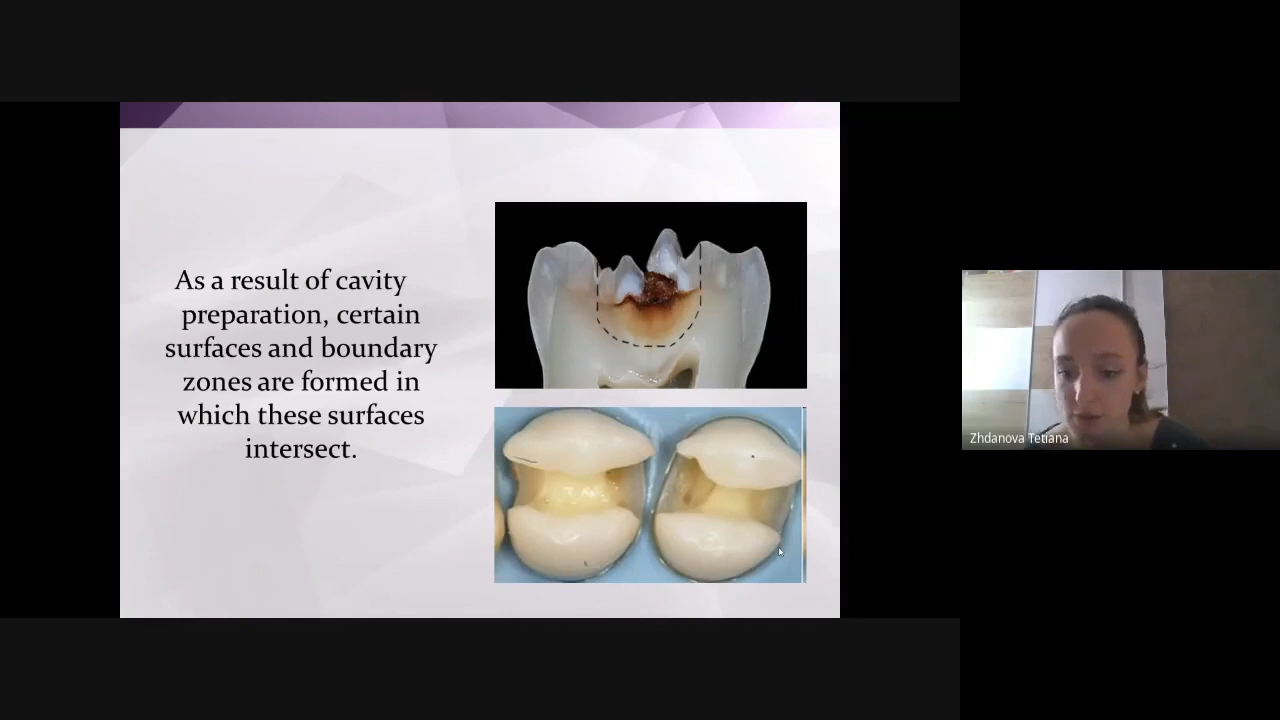 As a result of cavity
preparation, certain
surfaces and boundary
zones are formed in
which these surfaces
intersect.
Zhdanova Tetiana